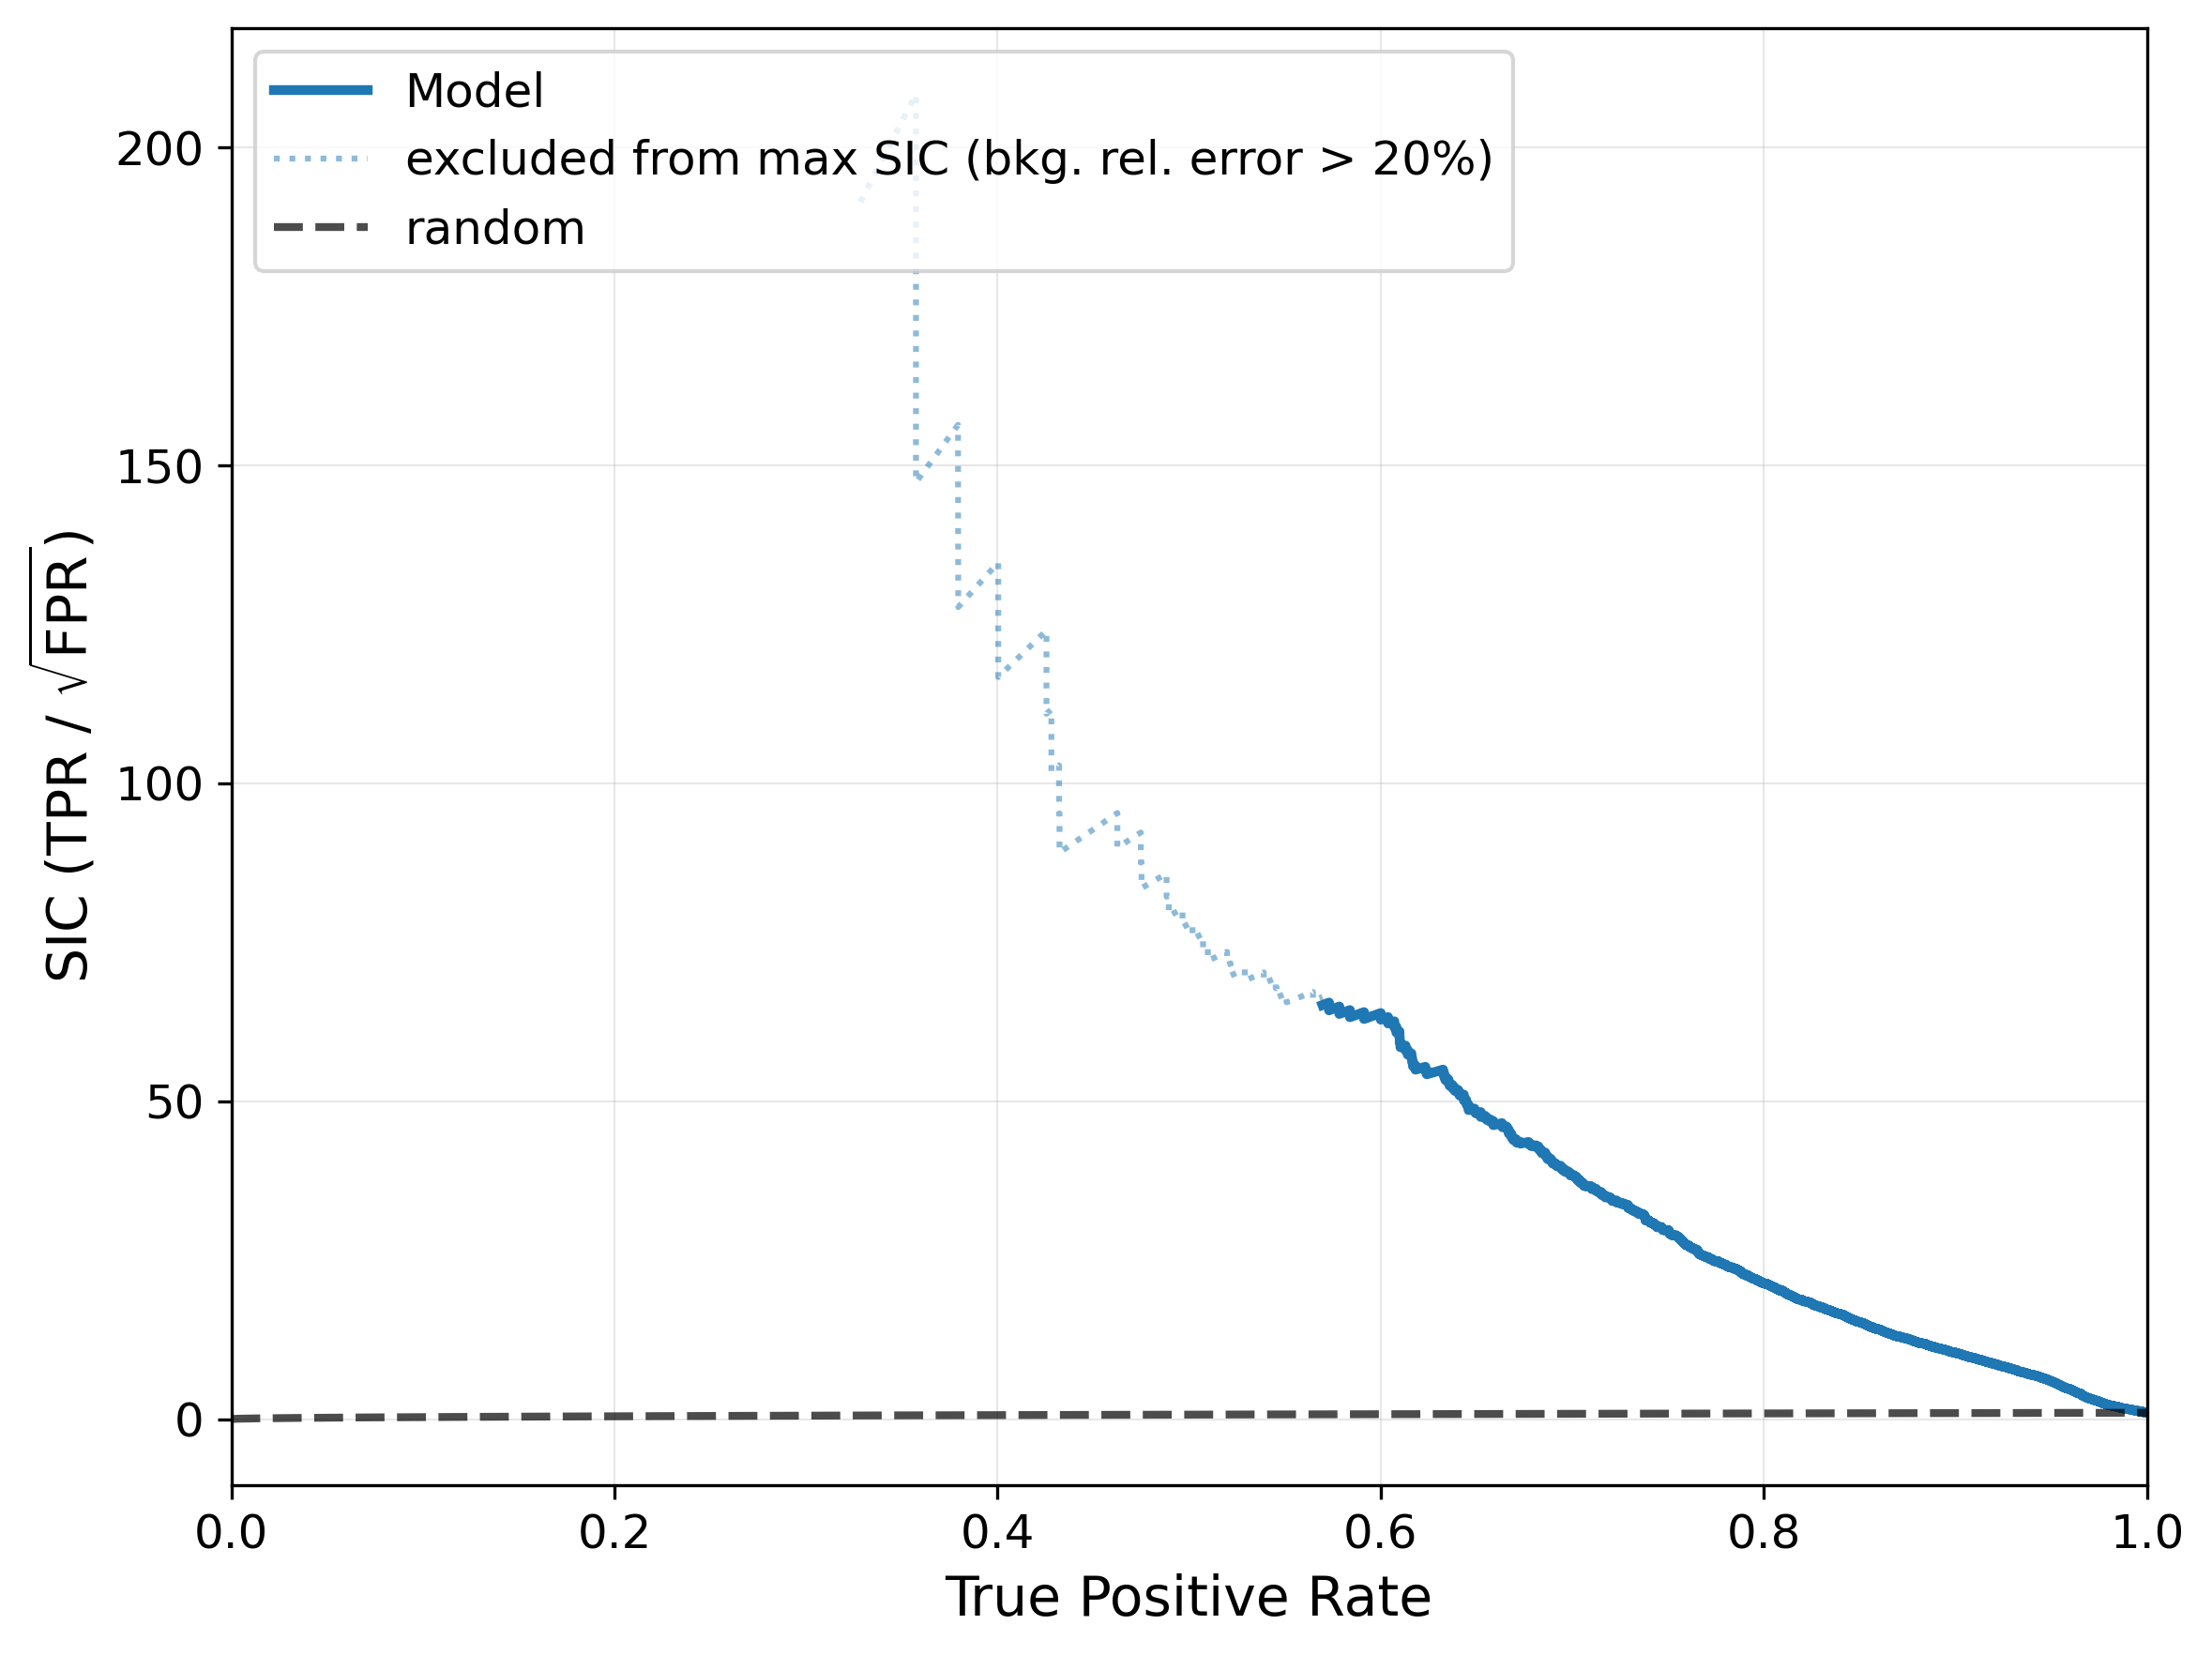 Model
excluded from max SIC (bkg. rel. error > 20%)
random
200
150
100
50
0
SIC (TPR / √FPR)
0.0 0.2 0.4 0.6 0.8 1.0
True Positive Rate